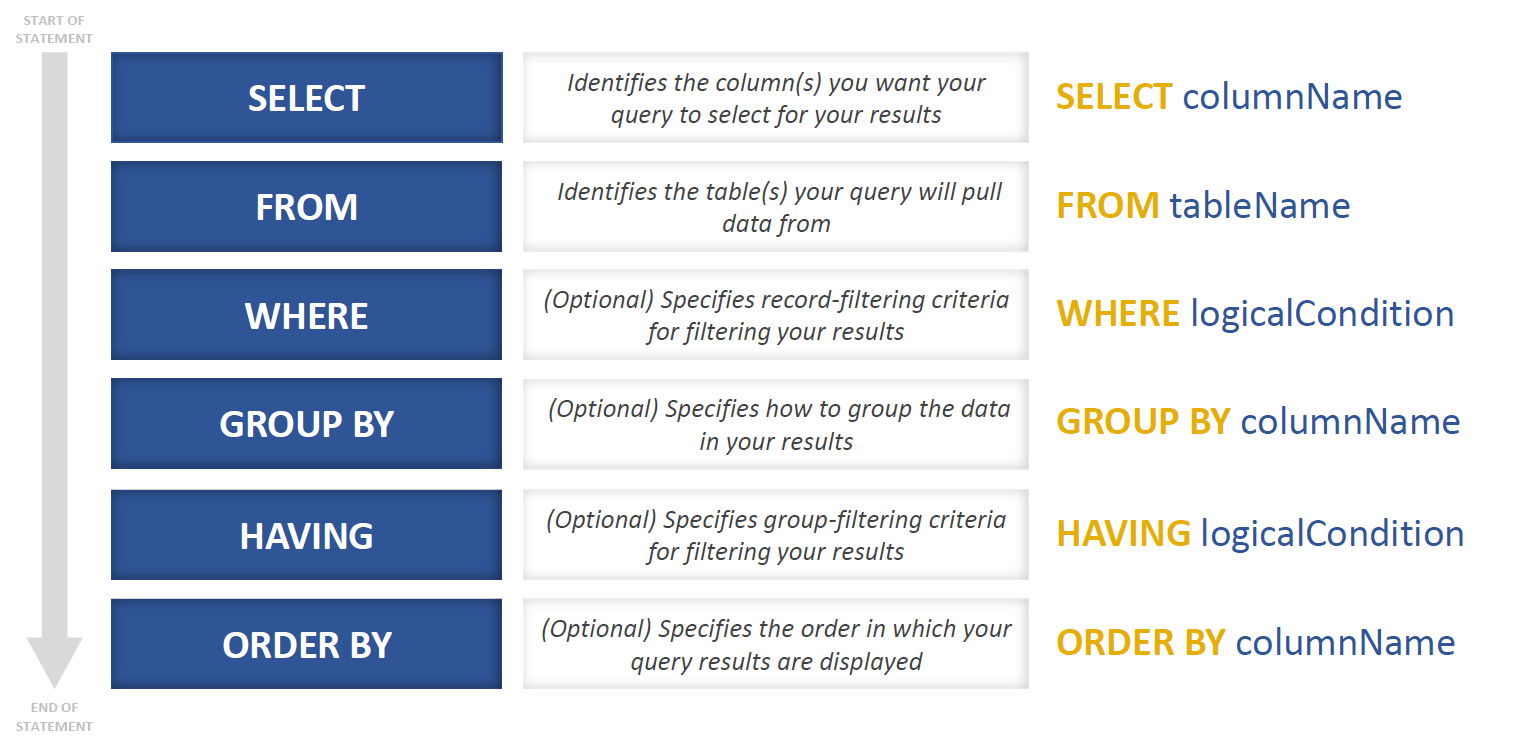 START OF
STATEMENT
SELECT
Identifies the column(s) you want your
query to select for your results
SELECT columnName
FROM
Identifies the table(s) your query will pull
data from
FROM tableName
WHERE
(Optional) Specifies record-filtering criteria
for filtering your results
WHERE logicalCondition
GROUP BY
(Optional) Specifies how to group the data
in your results
GROUP BY columnName
HAVING
(Optional) Specifies group-filtering criteria
for filtering your results
HAVING logicalCondition
ORDER BY
(Optional) Specifies the order in which your
query results are displayed
ORDER BY columnName
END OF
STATEMENT